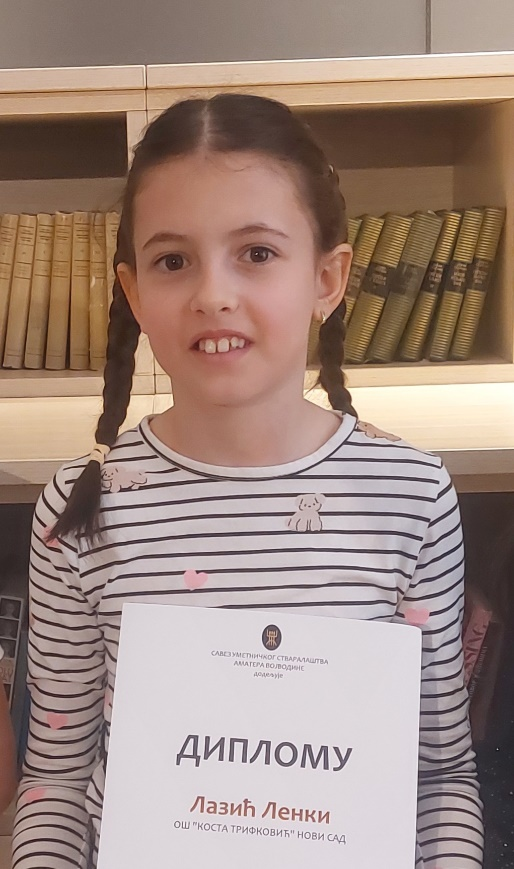 САВЕЗ УМЕТНИЧКОГ СТВАРАЛАШТВА
АМАТЕРА ВОЈВОДИНЕ
додељује
ДИПЛОМУ
Лазић Ленки
ОШ "КОСТА ТРИФКОВИЋ" НОВИ САД